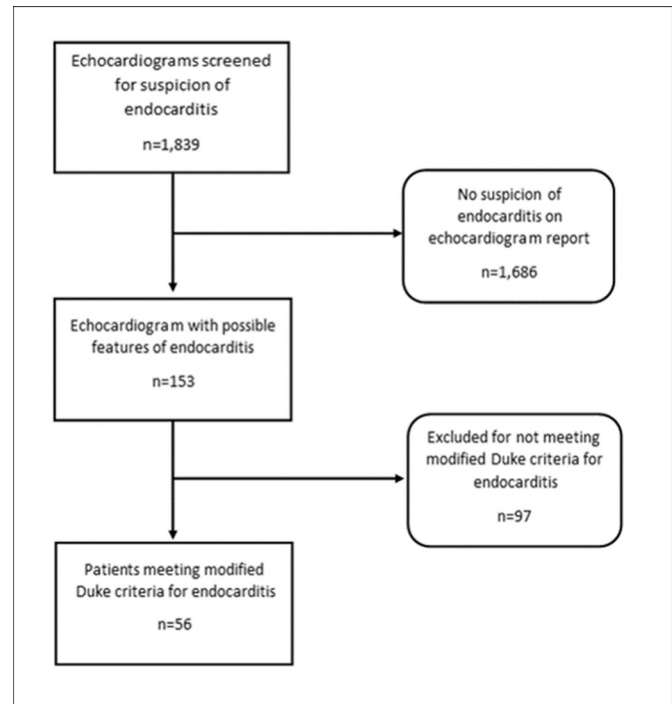 Echocardiograms screened
for suspicion of
endocarditis
n=1,839
No suspicion of
endocarditis on
echocardiogram report
n=1,686
Echocardiogram with possible
features of endocarditis
n=153
Excluded for not meeting
modified Duke criteria for
endocarditis
n=97
Patients meeting modified
Duke criteria for endocarditis
n=56